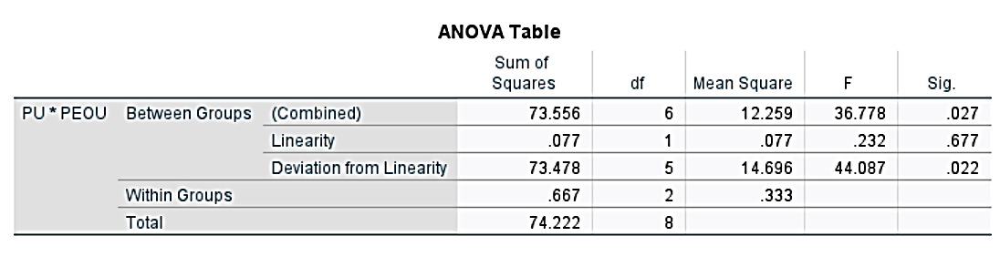 ANOVA Table
Sum of Squares df Mean Square F Sig.
PU * PEOU Between Groups (Combined) 73.556 6 12.259 36.778 .027
Linearity .077 1 .077 .232 .677
Deviation from Linearity 73.478 5 14.696 44.087 .022
Within Groups .667 2 .333
Total 74.222 8